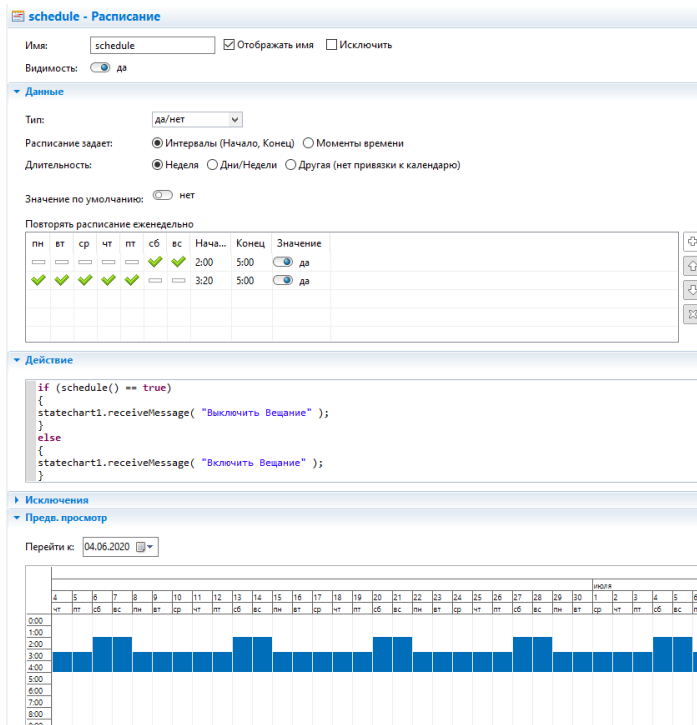 schedule - Расписание
Имя: schedule Отображать имя Исключить
Видимость: да
Данные
Тип: да/нет
Расписание задает: Интервалы (Начало, Конец) Моменты времени
Длительность: Неделя Дни/Недели Другая (нет привязки к календарю)
Значение по умолчанию: нет
Повторять расписание еженедельно
пн вт ср чт пт сб вс Нача... Конец Значение
2:00 5:00 да
3:20 5:00 да
Действие
if (schedule() == true)
{
statechart1.receiveMessage( "Выключить Вещание" );
}
else
{
statechart1.receiveMessage( "Включить Вещание" );
}
Исключения
Предв. просмотр
Перейти к: 04.06.2020
июля
4 5 6 7 8 9 10 11 12 13 14 15 16 17 18 19 20 21 22 23 24 25 26 27 28 29 30 1 2 3 4 5 6
чт пт сб вс пн вт ср чт пт сб вс пн вт ср чт пт сб вс пн вт ср чт пт сб вс пн вт ср чт пт сб вс
0:00
1:00
2:00
3:00
4:00
5:00
6:00
7:00
8:00